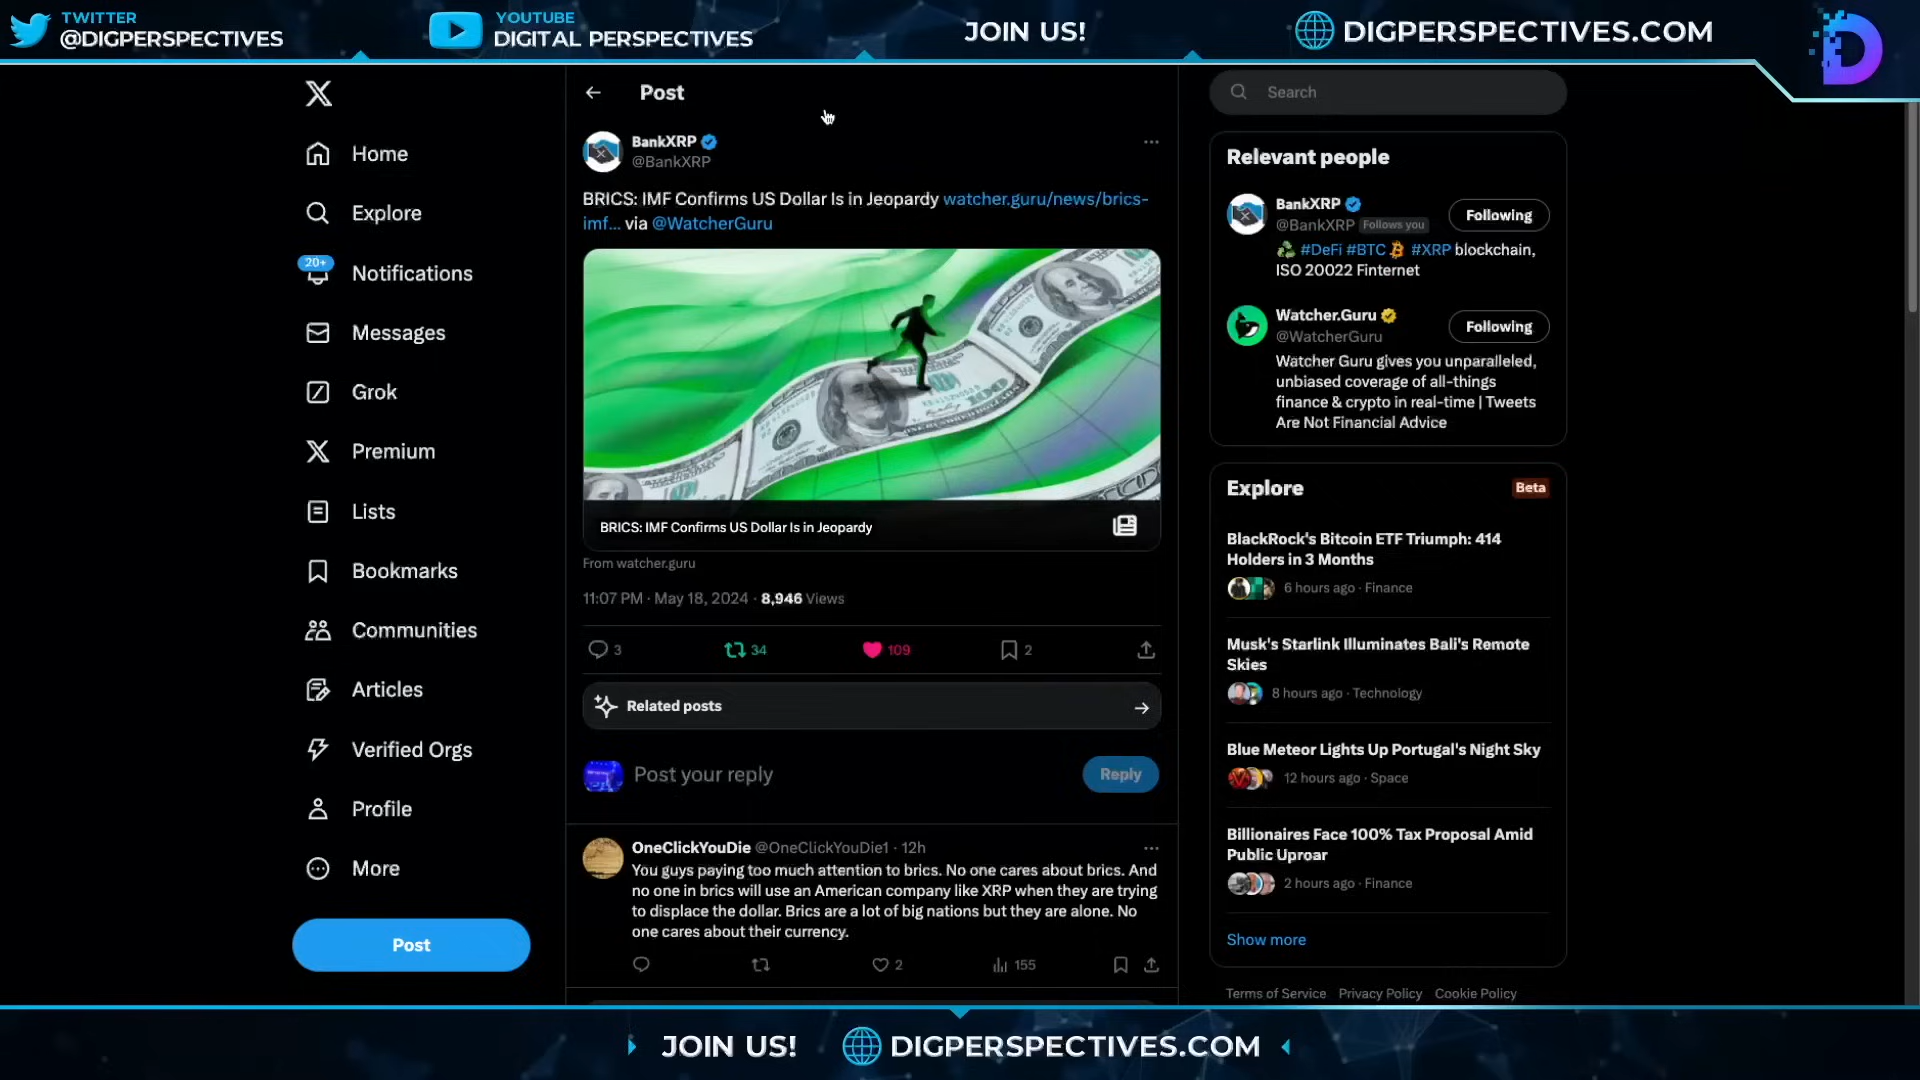 TWITTER
@DIGPERSPECTIVES
YOUTUBE
DIGITAL PERSPECTIVES
JOIN US!
DIGPERSPECTIVES.COM
Home
Explore
20+
Notifications
Messages
Grok
Premium
Lists
Bookmarks
Communities
Articles
Verified Orgs
Profile
More
Post
Post
BankXRP
@BankXRP
BRICS: IMF Confirms US Dollar Is in Jeopardy watcher.guru/news/brics-
imf... via @WatcherGuru
BRICS: IMF Confirms US Dollar Is in Jeopardy
From watcher.guru
11:07 PM · May 18, 2024 · 8,946 Views
3 34 109 2
Related posts
Post your reply
Reply
OneClickYouDie @OneClickYouDie1 · 12h
You guys paying too much attention to brics. No one cares about brics. And
no one in brics will use an American company like XRP when they are trying
to displace the dollar. Brics are a lot of big nations but they are alone. No
one cares about their currency.
2 155
Search
Relevant people
BankXRP
@BankXRP Follows you
Following
#DeFi #BTC #XRP blockchain,
ISO 20022 Finternet
Watcher.Guru
@WatcherGuru
Following
Watcher Guru gives you unparalleled,
unbiased coverage of all-things
finance & crypto in real-time | Tweets
Are Not Financial Advice
Explore
Beta
BlackRock's Bitcoin ETF Triumph: 414
Holders in 3 Months
6 hours ago · Finance
Musk's Starlink Illuminates Bali's Remote
Skies
8 hours ago · Technology
Blue Meteor Lights Up Portugal's Night Sky
12 hours ago · Space
Billionaires Face 100% Tax Proposal Amid
Public Uproar
2 hours ago · Finance
Show more
Terms of Service Privacy Policy Cookie Policy
JOIN US!
DIGPERSPECTIVES.COM